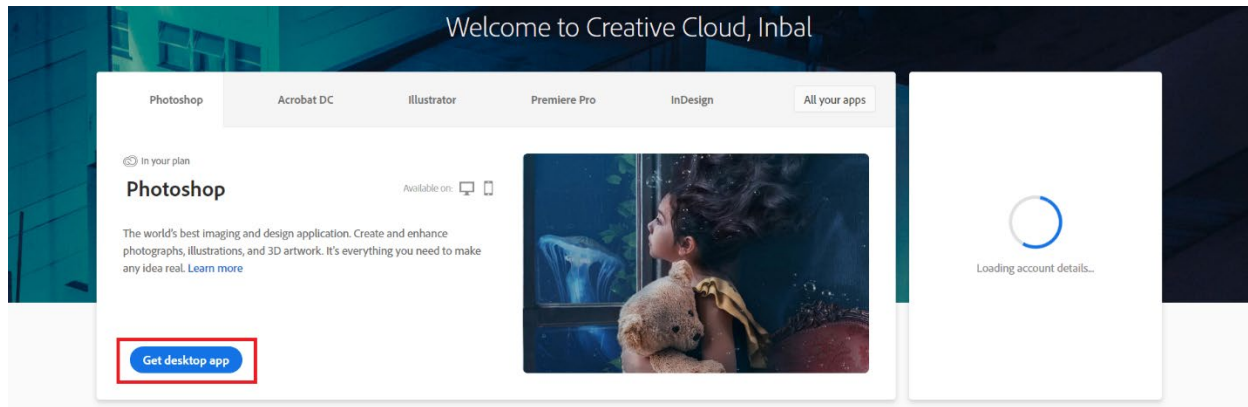 Welcome to Creative Cloud, Inbal
Photoshop
Acrobat DC
Illustrator
Premiere Pro
InDesign
All your apps
In your plan
Photoshop
Available on:
The world's best imaging and design application. Create and enhance
photographs, illustrations, and 3D artwork. It's everything you need to make
any idea real. Learn more
Get desktop app
Loading account details...